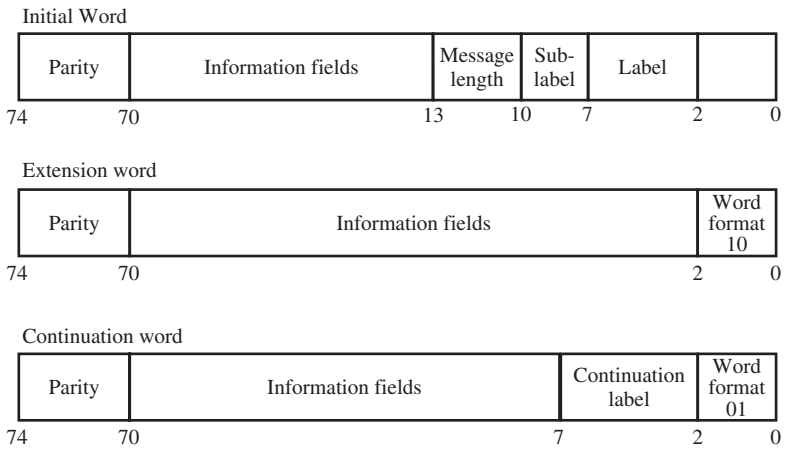 Initial Word
Parity
Information fields
Message
length
Sub-
label
Label
74 70 13 10 7 2 0
Extension word
Parity
Information fields
Word
format
10
74 70 2 0
Continuation word
Parity
Information fields
Continuation
label
Word
format
01
74 70 7 2 0